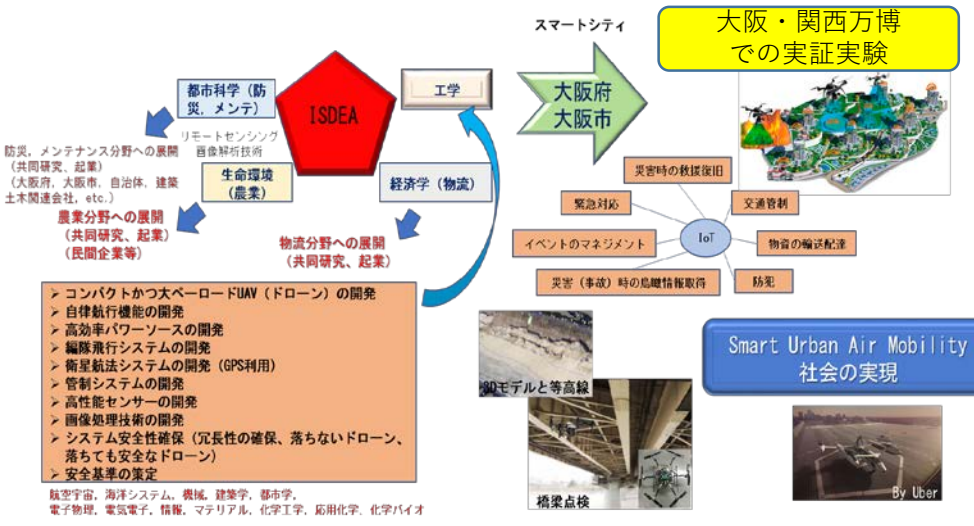 スマートシティ
大阪・関西万博
での実証実験
都市科学（防
災，メンテ）
ISDEA
工学
大阪府
大阪市
リモートセンシング
画像解析技術
防災，メンテナンス分野への展開
（共同研究、起業）
（大阪府，大阪市，自治体，建築
土木関連会社，etc.）
生命環境
（農業）
経済学（物流）
農業分野への展開
（共同研究、起業）
（民間企業等）
物流分野への展開
（共同研究、起業）
災害時の救援復旧
緊急対応
交通管制
イベントのマネジメント
IoT
物資の輸送配達
災害（事故）時の鳥瞰情報取得
防犯
➢ コンパクトかつ大ペーロードUAV（ドローン）の開発
➢ 自律航行機能の開発
➢ 高効率パワーソースの開発
➢ 編隊飛行システムの開発
➢ 衛星航法システムの開発（GPS利用）
➢ 管制システムの開発
➢ 高性能センサーの開発
➢ 画像処理技術の開発
➢ システム安全性確保（冗長性の確保、落ちないドローン、
落ちても安全なドローン）
➢ 安全基準の策定
航空宇宙，海洋システム，機械，建築学，都市学，
電子物理，電気電子，情報，マテリアル，化学工学，応用化学，化学バイオ
3Dモデルと等高線
橋梁点検
Smart Urban Air Mobility
社会の実現
By Uber